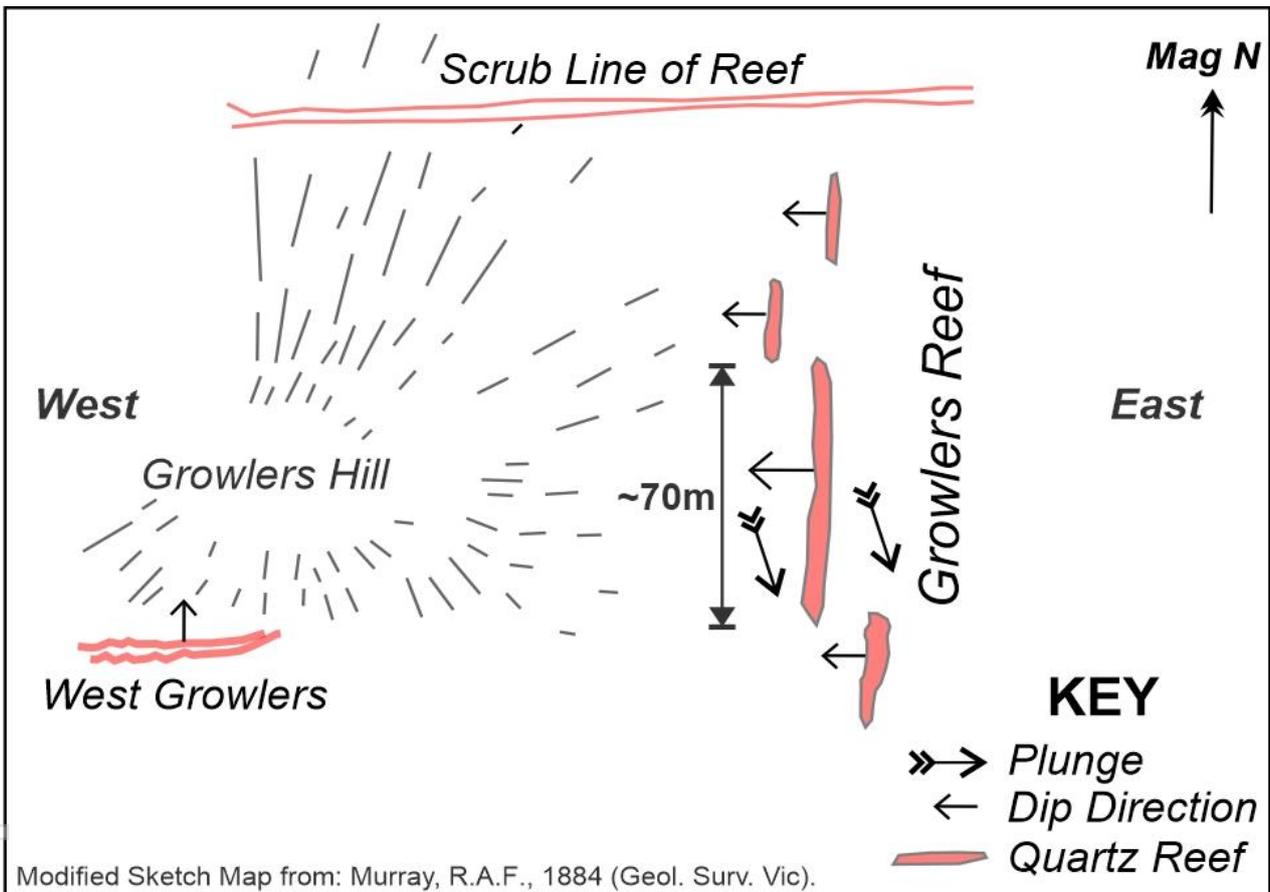 Scrub Line of Reef
Mag N
West
East
Growlers Hill
~70m
Growlers Reef
West Growlers
KEY
Plunge
Dip Direction
Quartz Reef
Modified Sketch Map from: Murray, R.A.F., 1884 (Geol. Surv. Vic).